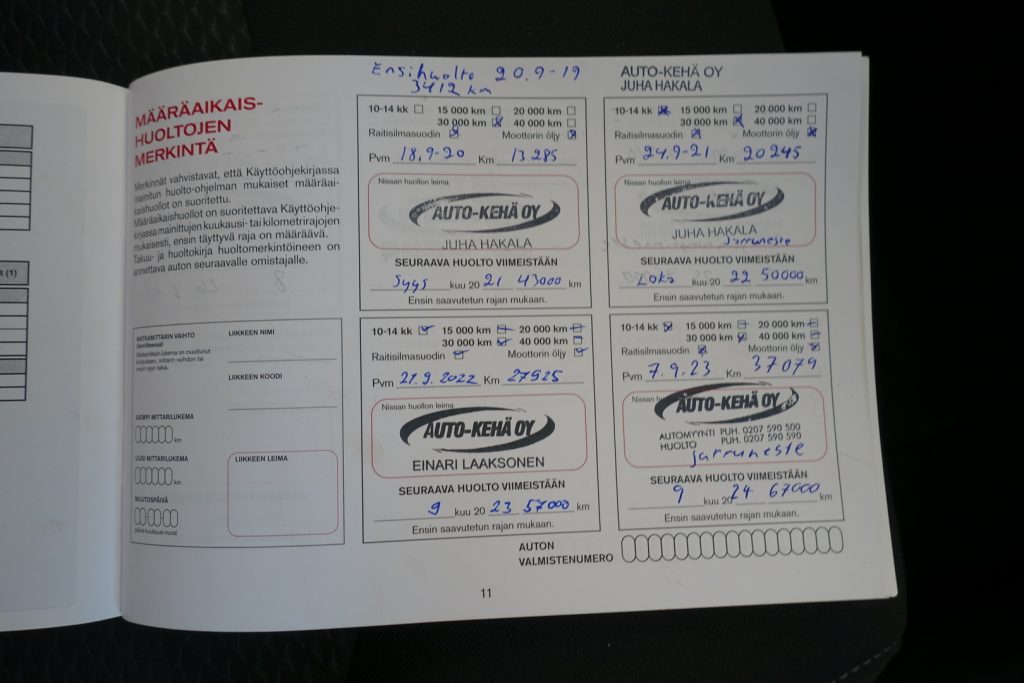 Ensihuolto 20.9-19
3412 km
AUTO-KEHÄ OY
JUHA HAKALA
MÄÄRÄAIKAIS-
HUOLTOJEN
MERKINTÄ
Merkinnät vahvistavat, että Käyttöohjekirjassa
mainitun huolto-ohjelman mukaiset määräai-
kaishuollot on suoritettu.
Määräaikaishuollot on suoritettava Käyttöohje-
kirjassa mainittujen kuukausi- tai kilometrirajojen
mukaisesti, ensin täyttyvä raja on määräävä.
Takuu- ja huoltokirja huoltomerkintöineen on
annettava auton seuraavalle omistajalle.
10-14 kk 15 000 km 20 000 km
30 000 km 40 000 km
Raitisilmasuodin Moottorin öljy
Pvm 18.9-20 Km 13285
Nissan huollon leima
AUTO-KEHÄ OY
JUHA HAKALA
SEURAAVA HUOLTO VIIMEISTÄÄN
Syys kuu 20 21 43000 km
Ensin saavutetun rajan mukaan.
10-14 kk 15 000 km 20 000 km
30 000 km 40 000 km
Raitisilmasuodin Moottorin öljy
Pvm 24.9-21 Km 20245
Nissan huollon leima
AUTO-KEHÄ OY
JUHA HAKALA
Jarruneste
SEURAAVA HUOLTO VIIMEISTÄÄN
Loka kuu 20 22 50000 km
Ensin saavutetun rajan mukaan.
MATKAMITTARIN VAIHTO
(tarvittaessa)
LIIKKEEN NIMI
LIIKKEEN KOODI
AIEMPI MITTARILUKEMA
km
UUSI MITTARILUKEMA
km
MUUTOSPÄIVÄ
päivä-kuukausi-vuosi
LIIKKEEN LEIMA
10-14 kk 15 000 km 20 000 km
30 000 km 40 000 km
Raitisilmasuodin Moottorin öljy
Pvm 21.9.2022 Km 27925
Nissan huollon leima
AUTO-KEHÄ OY
EINARI LAAKSONEN
SEURAAVA HUOLTO VIIMEISTÄÄN
9 kuu 20 23 57000 km
Ensin saavutetun rajan mukaan.
10-14 kk 15 000 km 20 000 km
30 000 km 40 000 km
Raitisilmasuodin Moottorin öljy
Pvm 7.9.23 Km 37079
Nissan
AUTO-KEHÄ OY
AUTOMYYNTI PUH. 0207 590 500
HUOLTO PUH. 0207 590 590
jarruneste
SEURAAVA HUOLTO VIIMEISTÄÄN
9 kuu 20 24 67000 km
Ensin saavutetun rajan mukaan.
AUTON
VALMISTENUMERO
11